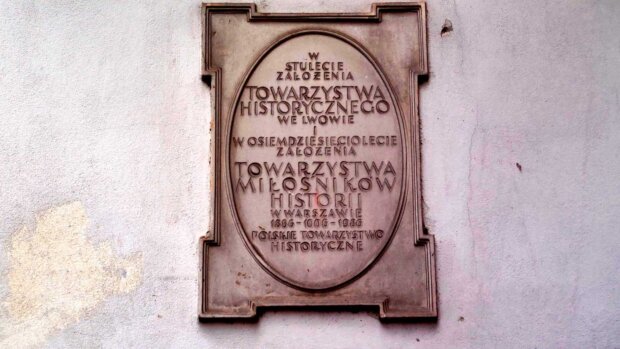 W
STULECIE
ZAŁOŻENIA
TOWARZYSTWA
HISTORYCZNEGO
WE LWOWIE
I
W OSIEMDZIESIĘCIOLECIE
ZAŁOŻENIA
TOWARZYSTWA
MIŁOŚNIKÓW
HISTORII
W WARSZAWIE
1886-1906-1986
POLSKIE TOWARZYSTWO
HISTORYCZNE